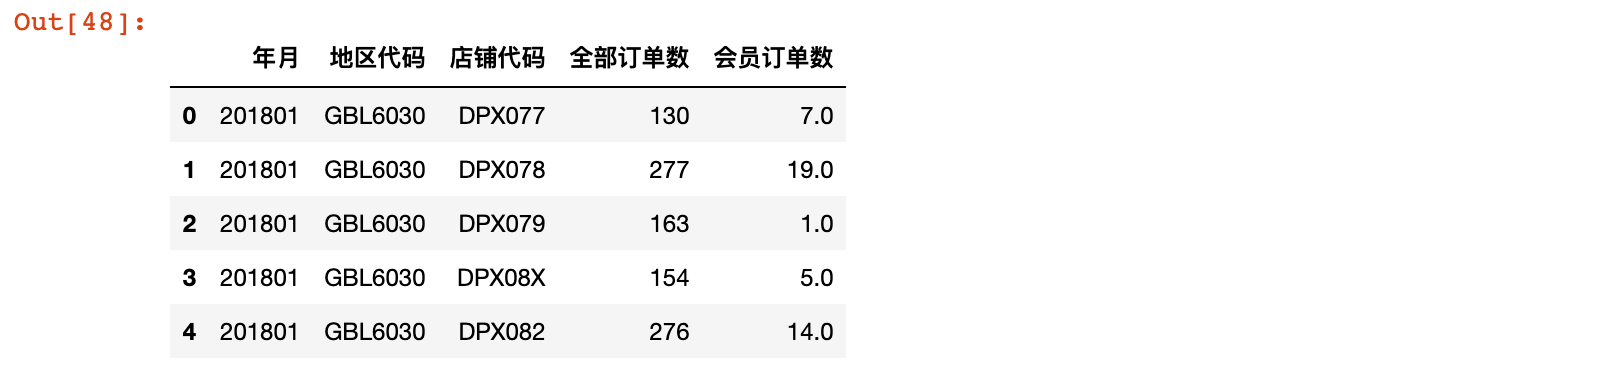 Out[48]:
年月 地区代码 店铺代码 全部订单数 会员订单数
0 201801 GBL6030 DPX077 130 7.0
1 201801 GBL6030 DPX078 277 19.0
2 201801 GBL6030 DPX079 163 1.0
3 201801 GBL6030 DPX08X 154 5.0
4 201801 GBL6030 DPX082 276 14.0